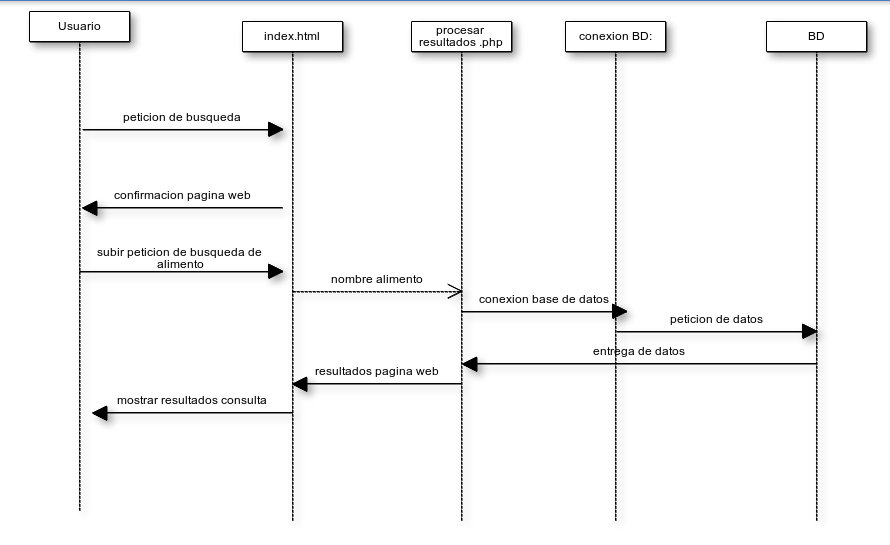 Usuario
index.html
procesar
resultados .php
conexion BD:
BD
peticion de busqueda
confirmacion pagina web
subir peticion de busqueda de
alimento
nombre alimento
conexion base de datos
peticion de datos
entrega de datos
resultados pagina web
mostrar resultados consulta